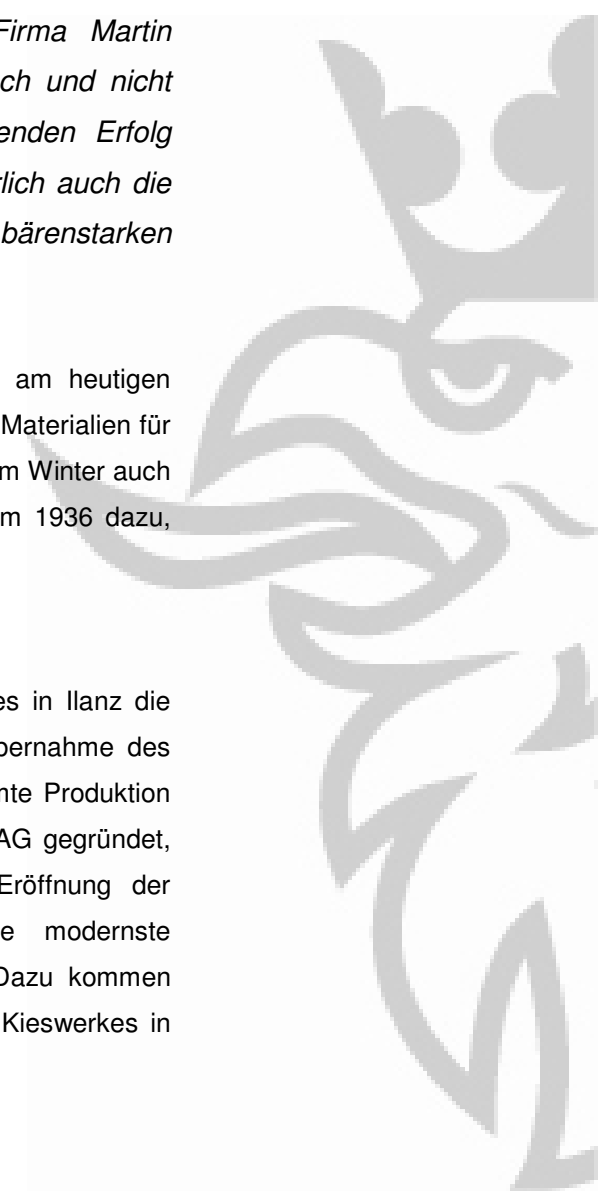 Firma Martin
ch und nicht
enden Erfolg
lich auch die
bärenstarken
am heutigen
Materialien für
m Winter auch
m 1936 dazu,
es in Ilanz die
bernahme des
nte Produktion
AG gegründet,
Eröffnung der
e modernste
Dazu kommen
Kieswerkes in